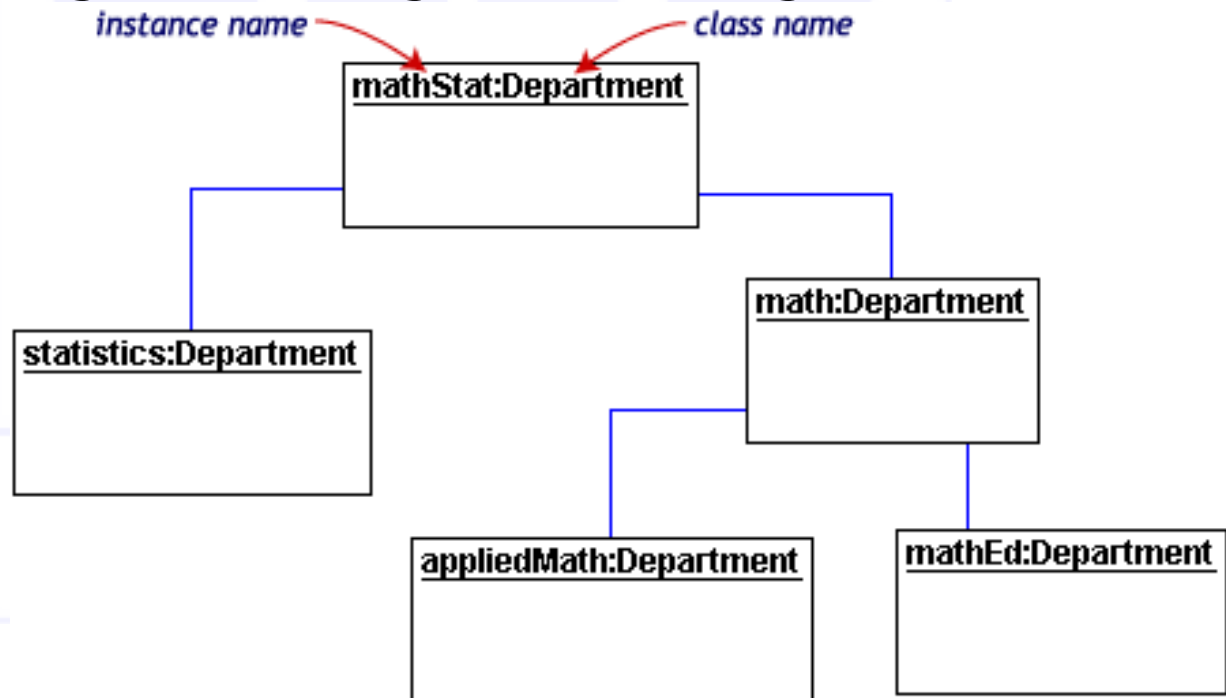 instance name
class name
mathStat:Department
math:Department
statistics:Department
appliedMath:Department
mathEd:Department